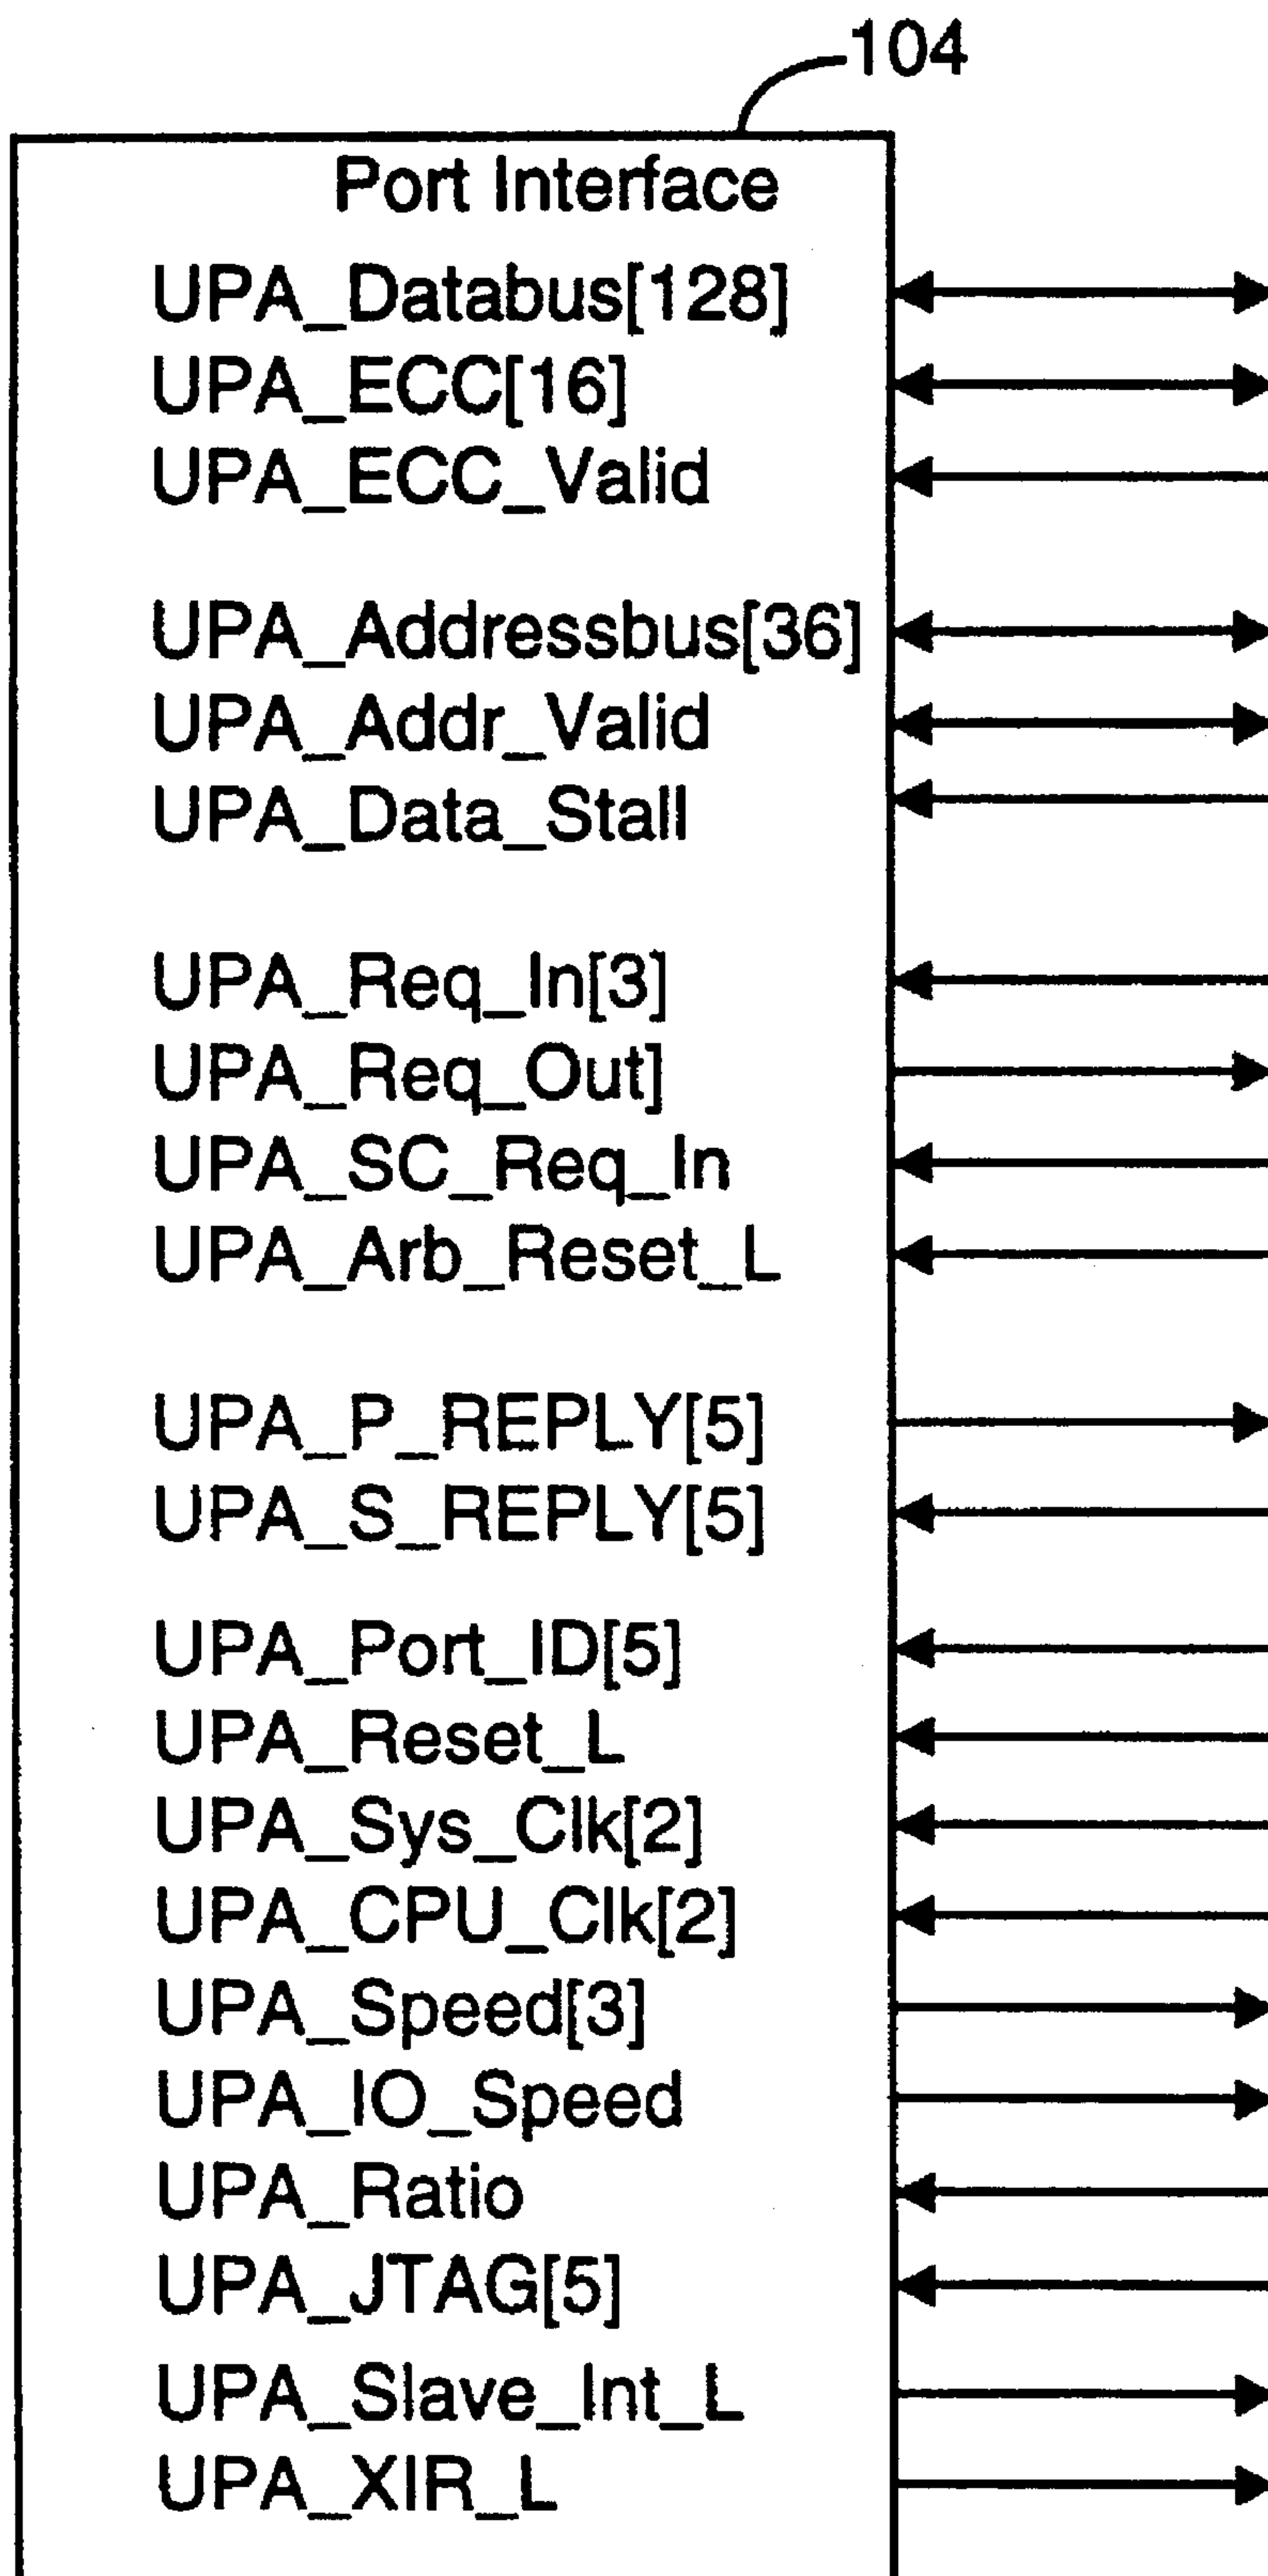 104
Port Interface
UPA_Databus[128]
UPA_ECC[16]
UPA_ECC_Valid
UPA_Addressbus[36]
UPA_Addr_Valid
UPA_Data_Stall
UPA_Req_In[3]
UPA_Req_Out]
UPA_SC_Req_In
UPA_Arb_Reset_L
UPA_P_REPLY[5]
UPA_S_REPLY[5]
UPA_Port_ID[5]
UPA_Reset_L
UPA_Sys_Clk[2]
UPA_CPU_Clk[2]
UPA_Speed[3]
UPA_IO_Speed
UPA_Ratio
UPA_JTAG[5]
UPA_Slave_Int_L
UPA_XIR_L